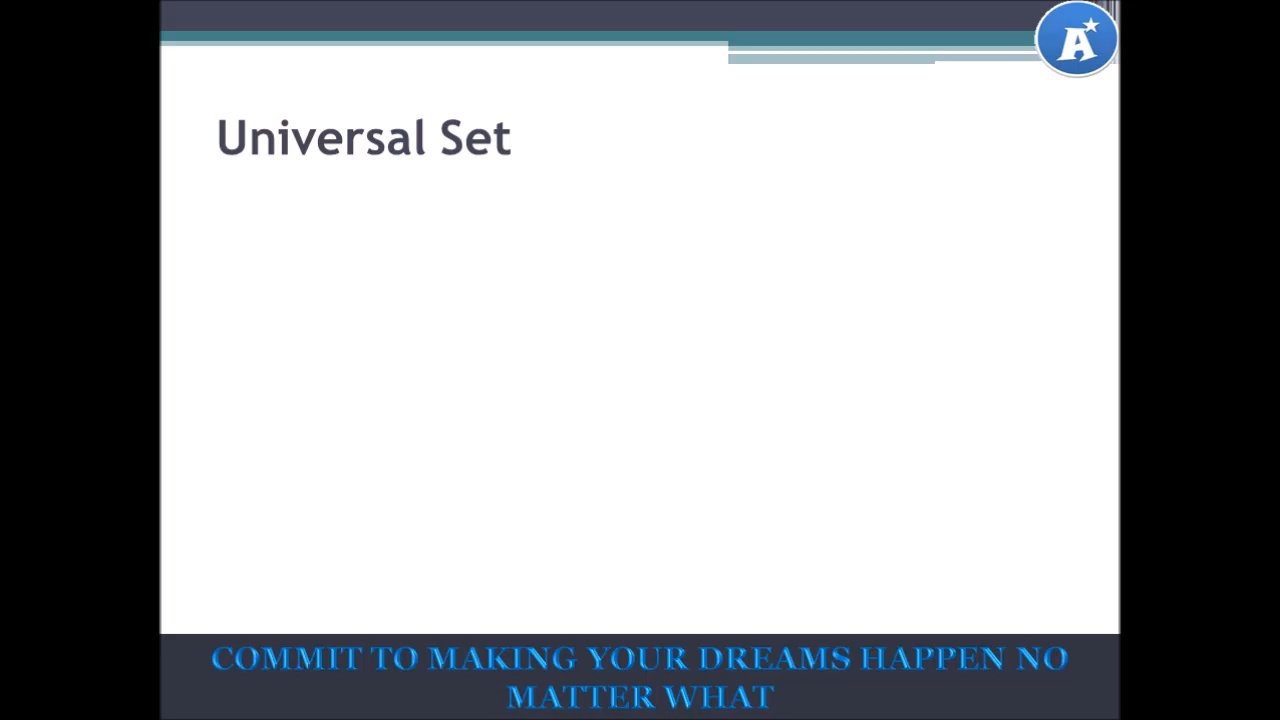 A
Universal Set
COMMIT TO MAKING YOUR DREAMS HAPPEN NO
MATTER WHAT